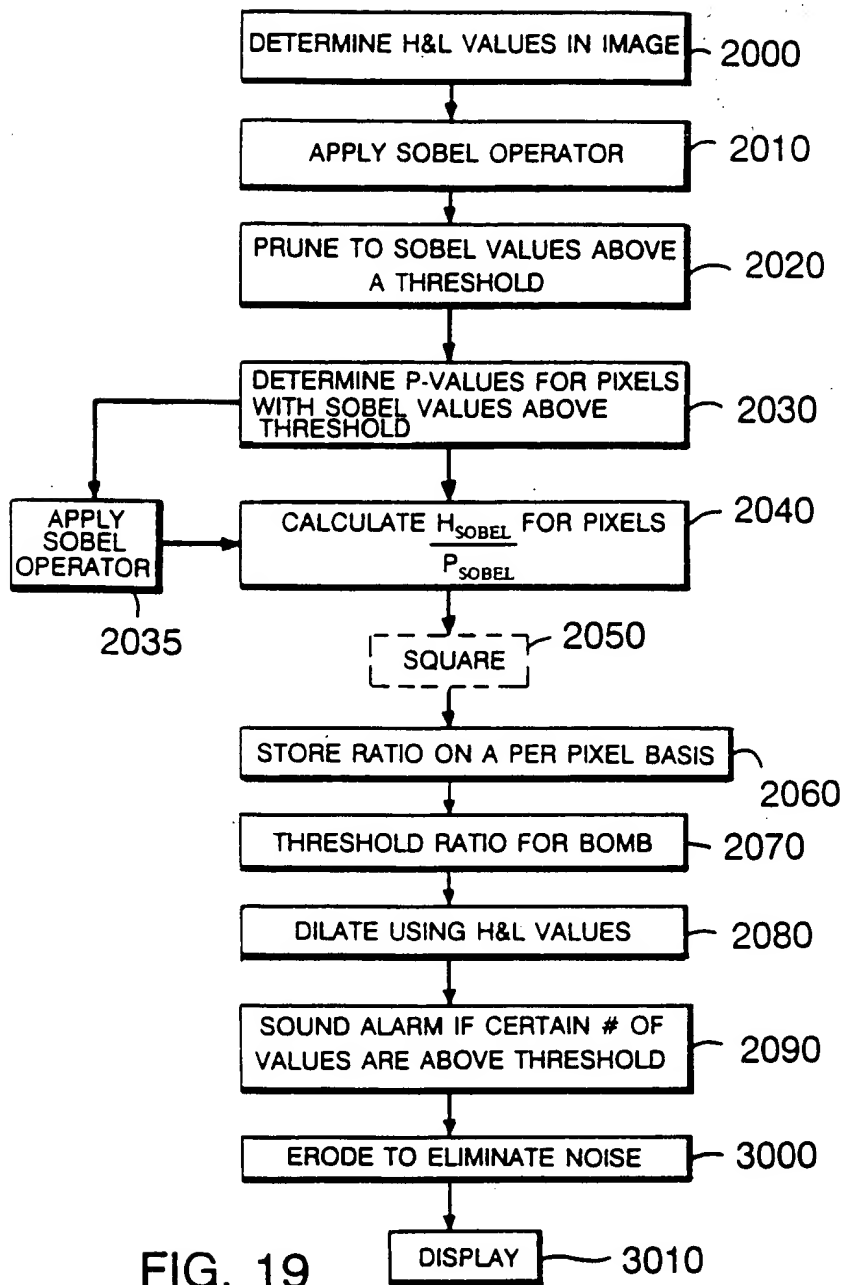 DETERMINE H&L VALUES IN IMAGE
2000
APPLY SOBEL OPERATOR
2010
PRUNE TO SOBEL VALUES ABOVE
A THRESHOLD
2020
DETERMINE P-VALUES FOR PIXELS
WITH SOBEL VALUES ABOVE
THRESHOLD
2030
APPLY
SOBEL
OPERATOR
2035
CALCULATE H_SOBEL FOR PIXELS
P_SOBEL
2040
SQUARE
2050
STORE RATIO ON A PER PIXEL BASIS
2060
THRESHOLD RATIO FOR BOMB
2070
DILATE USING H&L VALUES
2080
SOUND ALARM IF CERTAIN # OF
VALUES ARE ABOVE THRESHOLD
2090
ERODE TO ELIMINATE NOISE
3000
DISPLAY
3010
FIG. 19